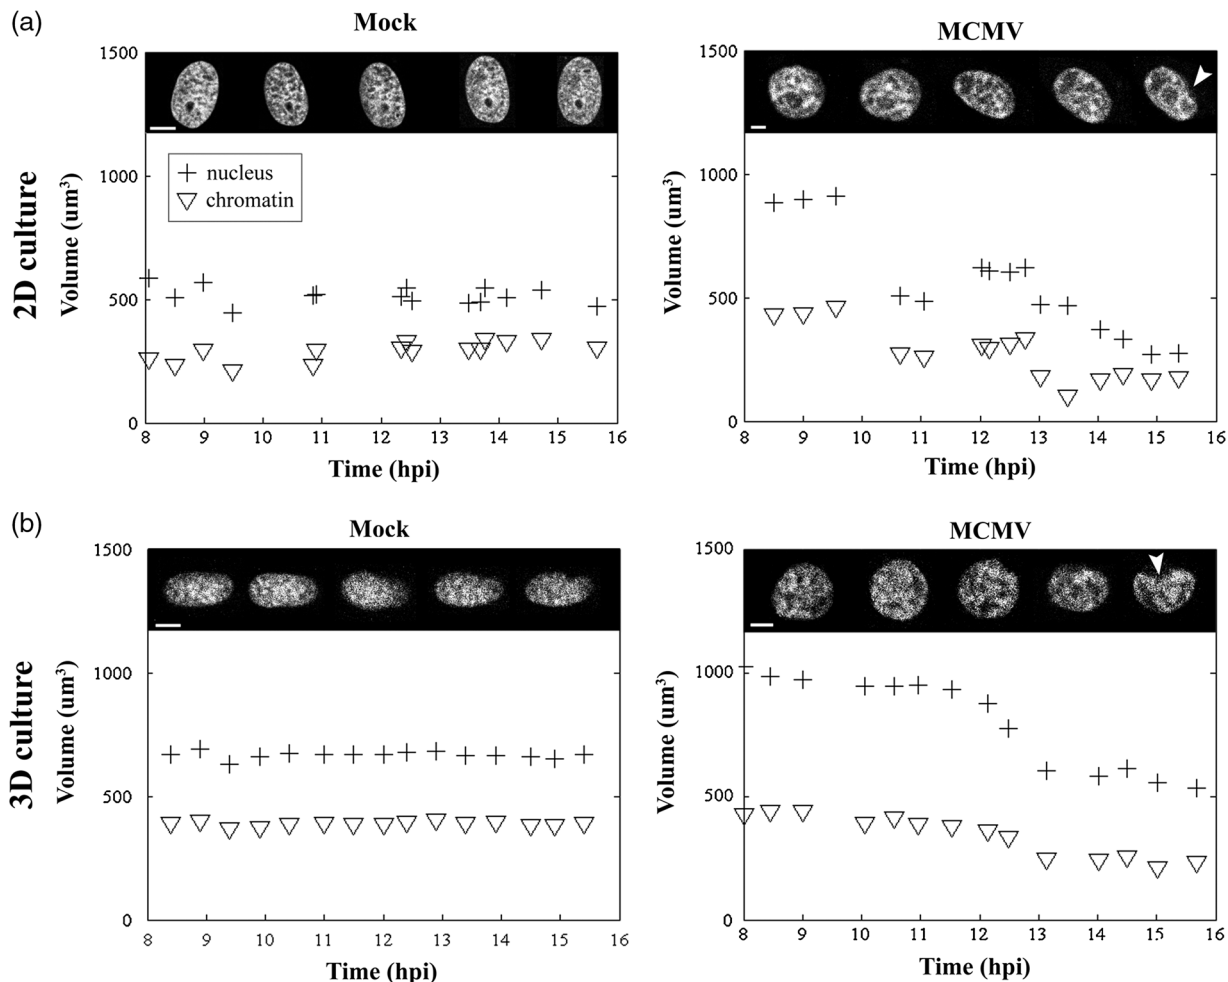 (a)
Mock
MCMV
2D culture
Volume (um³)
1500
1000
500
0
nucleus
chromatin
8 9 10 11 12 13 14 15 16
Time (hpi)
Volume (um³)
1500
1000
500
0
8 9 10 11 12 13 14 15 16
Time (hpi)
(b)
Mock
MCMV
3D culture
Volume (um³)
1500
1000
500
0
8 9 10 11 12 13 14 15 16
Time (hpi)
Volume (um³)
1500
1000
500
0
8 9 10 11 12 13 14 15 16
Time (hpi)